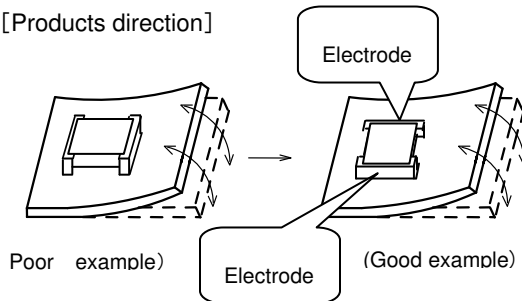 [Products direction]
Electrode
Poor example)
Electrode
(Good example)